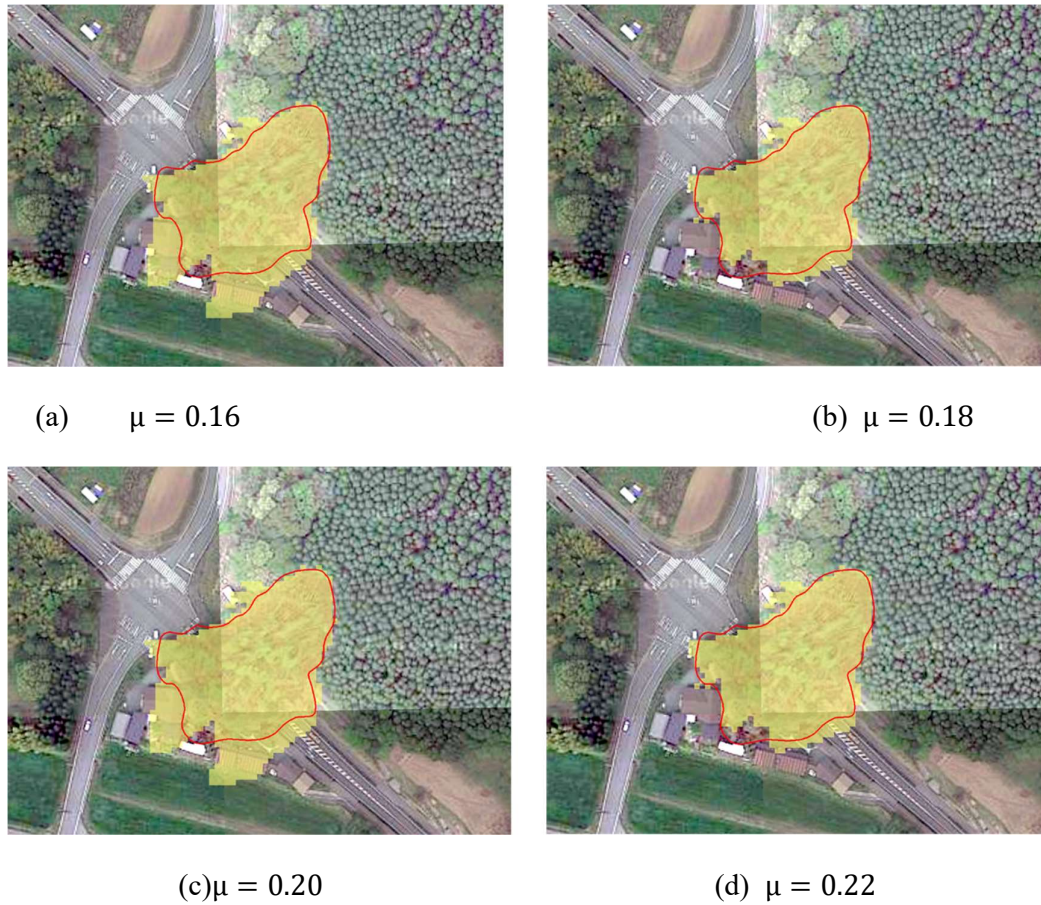 (a) μ = 0.16
(b) μ = 0.18
(c)μ = 0.20
(d) μ = 0.22